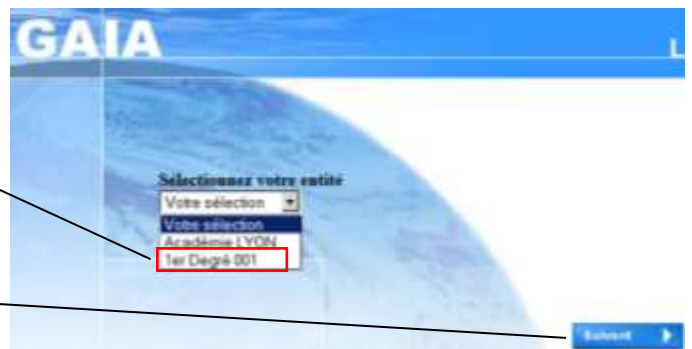 GAIA
L
Sélectionnez votre entité
Votre sélection
Votre sélection
Académie LYON
1er Degré 001
Suivant